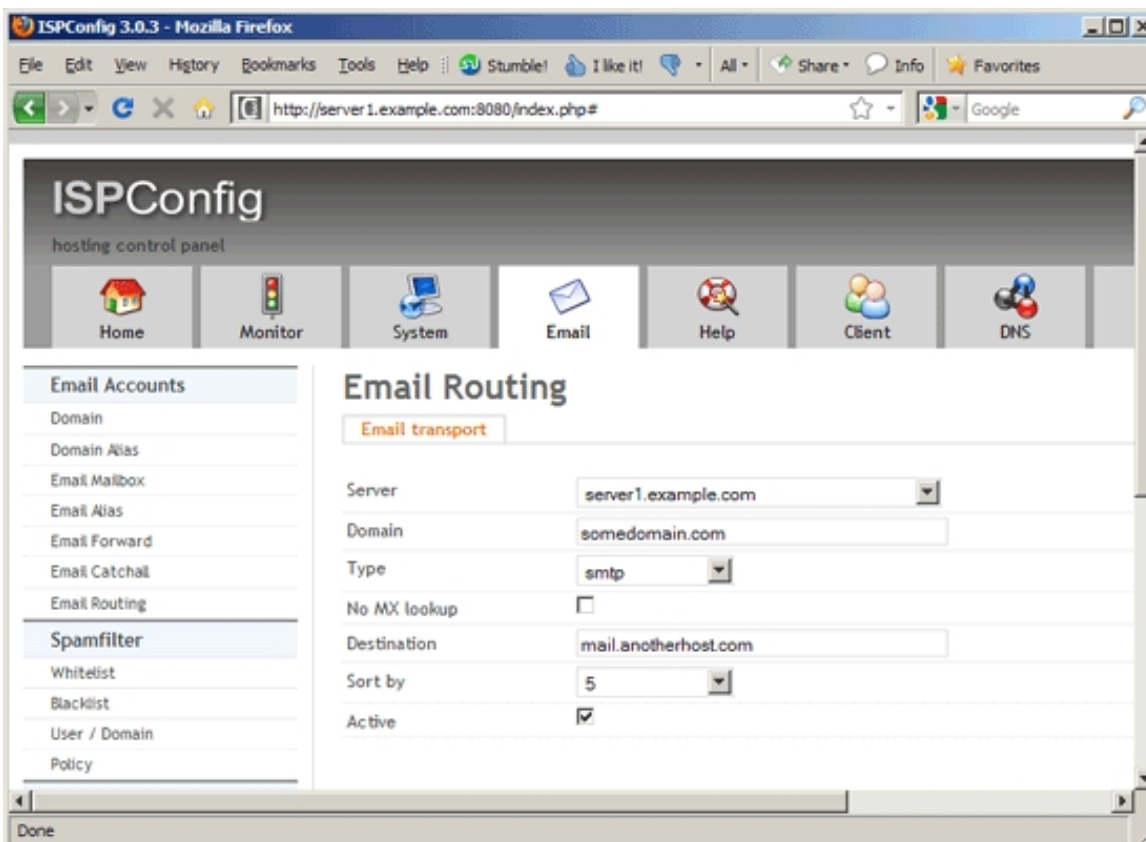 ISPConfig 3.0.3 - Mozilla Firefox
File Edit View History Bookmarks Tools Help Stumble! I like it! All Share Info Favorites
http://server1.example.com:8080/index.php# Google
ISPConfig
hosting control panel
Home Monitor System Email Help Client DNS
Email Accounts
Domain
Domain Alias
Email Mailbox
Email Alias
Email Forward
Email Catchall
Email Routing
Spamfilter
Whitelist
Blacklist
User / Domain
Policy
Email Routing
Email transport
Server server1.example.com
Domain somedomain.com
Type smtp
No MX lookup
Destination mail.anotherhost.com
Sort by 5
Active
Done